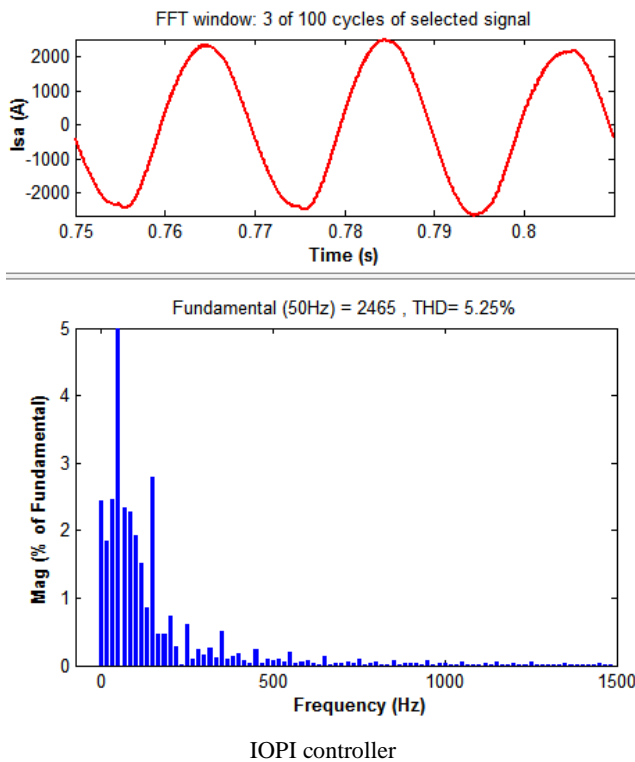 FFT window: 3 of 100 cycles of selected signal
Isa (A)
2000
1000
0
-1000
-2000
0.75 0.76 0.77 0.78 0.79 0.8
Time (s)
Fundamental (50Hz) = 2465 , THD= 5.25%
Mag (% of Fundamental)
5
4
3
2
1
0
0 500 1000 1500
Frequency (Hz)
IOPI controller